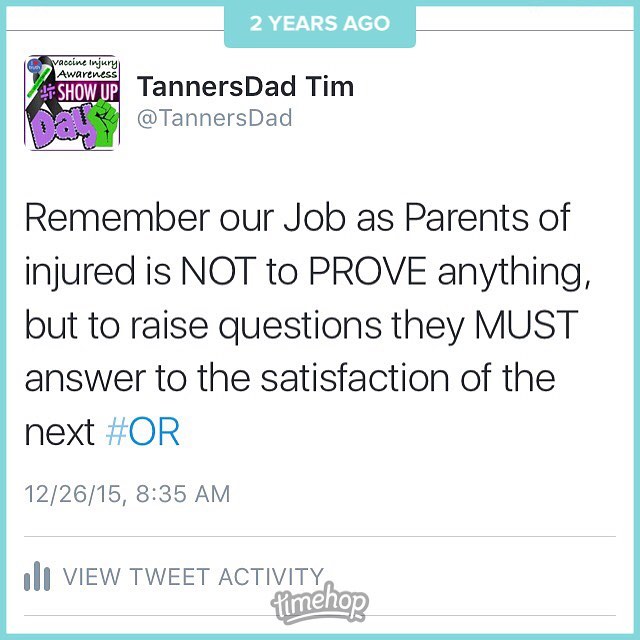 2 YEARS AGO
Vaccine Injury
Awareness
SHOW UP
Day
TannersDad Tim
@TannersDad
Remember our Job as Parents of
injured is NOT to PROVE anything,
but to raise questions they MUST
answer to the satisfaction of the
next #OR
12/26/15, 8:35 AM
VIEW TWEET ACTIVITY
timehop